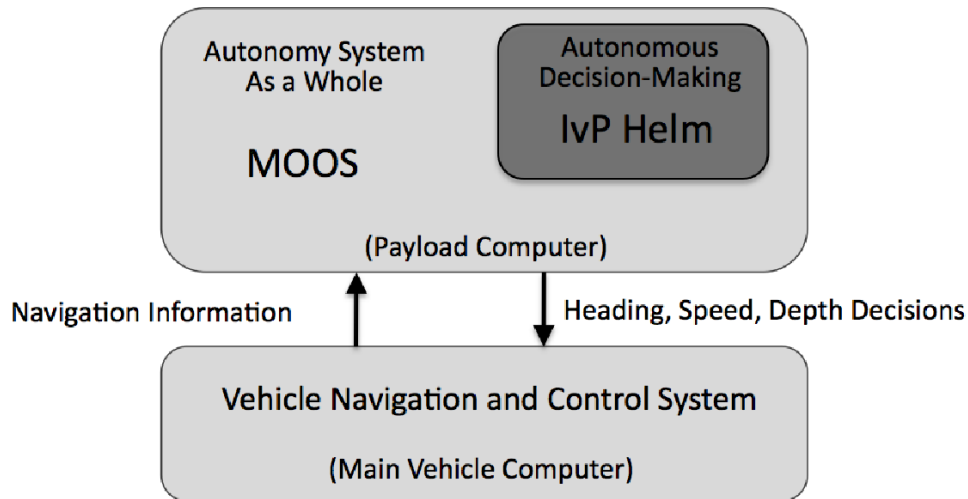 Autonomy System
As a Whole
MOOS
Autonomous
Decision-Making
IvP Helm
(Payload Computer)
Navigation Information
Heading, Speed, Depth Decisions
Vehicle Navigation and Control System
(Main Vehicle Computer)